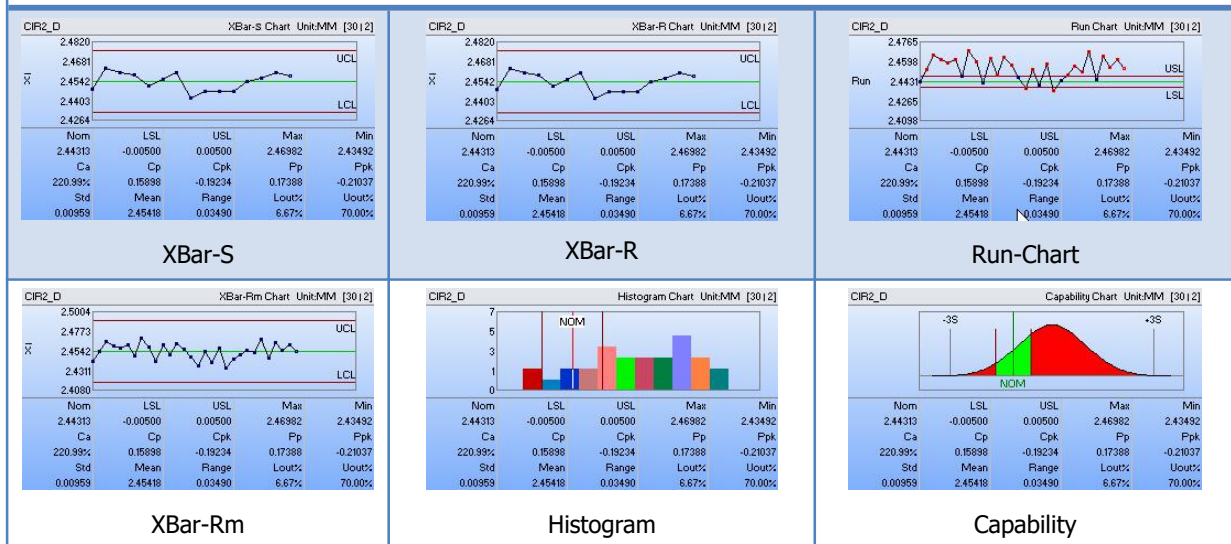 CIR2_D XBar-S Chart Unit:MM [30 | 2]
2.4820
2.4681
2.4542
2.4403
2.4264
X̄
UCL
LCL
Nom LSL USL Max Min
2.44313 -0.00500 0.00500 2.46982 2.43492
Ca Cp Cpk Pp Ppk
220.99% 0.15898 -0.19234 0.17388 -0.21037
Std Mean Range Lout% Uout%
0.00959 2.45418 0.03490 6.67% 70.00%
XBar-S
CIR2_D XBar-R Chart Unit:MM [30 | 2]
2.4820
2.4681
2.4542
2.4403
2.4264
X̄
UCL
LCL
Nom LSL USL Max Min
2.44313 -0.00500 0.00500 2.46982 2.43492
Ca Cp Cpk Pp Ppk
220.99% 0.15898 -0.19234 0.17388 -0.21037
Std Mean Range Lout% Uout%
0.00959 2.45418 0.03490 6.67% 70.00%
XBar-R
CIR2_D Run Chart Unit:MM [30 | 2]
2.4765
2.4598
2.4431
2.4265
2.4098
Run
USL
LSL
Nom LSL USL Max Min
2.44313 -0.00500 0.00500 2.46982 2.43492
Ca Cp Cpk Pp Ppk
220.99% 0.15898 -0.19234 0.17388 -0.21037
Std Mean Range Lout% Uout%
0.00959 2.45418 0.03490 6.67% 70.00%
Run-Chart
CIR2_D XBar-Rm Chart Unit:MM [30 | 2]
2.5004
2.4773
2.4542
2.4311
2.4080
X̄
UCL
LCL
Nom LSL USL Max Min
2.44313 -0.00500 0.00500 2.46982 2.43492
Ca Cp Cpk Pp Ppk
220.99% 0.15898 -0.19234 0.17388 -0.21037
Std Mean Range Lout% Uout%
0.00959 2.45418 0.03490 6.67% 70.00%
XBar-Rm
CIR2_D Histogram Chart Unit:MM [30 | 2]
7
5
3
1
0
NOM
Nom LSL USL Max Min
2.44313 -0.00500 0.00500 2.46982 2.43492
Ca Cp Cpk Pp Ppk
220.99% 0.15898 -0.19234 0.17388 -0.21037
Std Mean Range Lout% Uout%
0.00959 2.45418 0.03490 6.67% 70.00%
Histogram
CIR2_D Capability Chart Unit:MM [30 | 2]
-3S +3S
NOM
Nom LSL USL Max Min
2.44313 -0.00500 0.00500 2.46982 2.43492
Ca Cp Cpk Pp Ppk
220.99% 0.15898 -0.19234 0.17388 -0.21037
Std Mean Range Lout% Uout%
0.00959 2.45418 0.03490 6.67% 70.00%
Capability